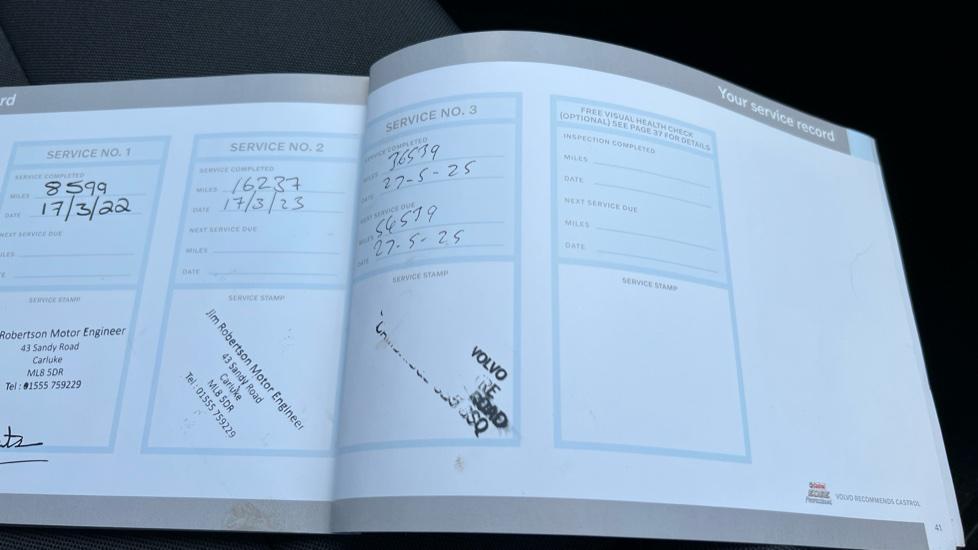 rd
Your service record
SERVICE NO. 1
SERVICE COMPLETED
MILES 8599
DATE 17/3/22
NEXT SERVICE DUE
MILES
SERVICE STAMP
Robertson Motor Engineer
43 Sandy Road
Carluke
ML8 5DR
Tel: 01555 759229
SERVICE NO. 2
SERVICE COMPLETED
MILES 16237
DATE 17/3/23
NEXT SERVICE DUE
MILES
DATE
SERVICE STAMP
Jim Robertson Motor Engineer
43 Sandy Road
Carluke
ML8 5DR
Tel: 01555 759229
SERVICE NO. 3
SERVICE COMPLETED
MILES 36539
DATE 27-5-25
NEXT SERVICE DUE
MILES
DATE 27-5-25
SERVICE STAMP
VOLVO
FREE VISUAL HEALTH CHECK
(OPTIONAL) SEE PAGE 37 FOR DETAILS
INSPECTION COMPLETED
MILES
DATE
NEXT SERVICE DUE
MILES
DATE
SERVICE STAMP
Castrol
EDGE
Professional
VOLVO RECOMMENDS CASTROL
41